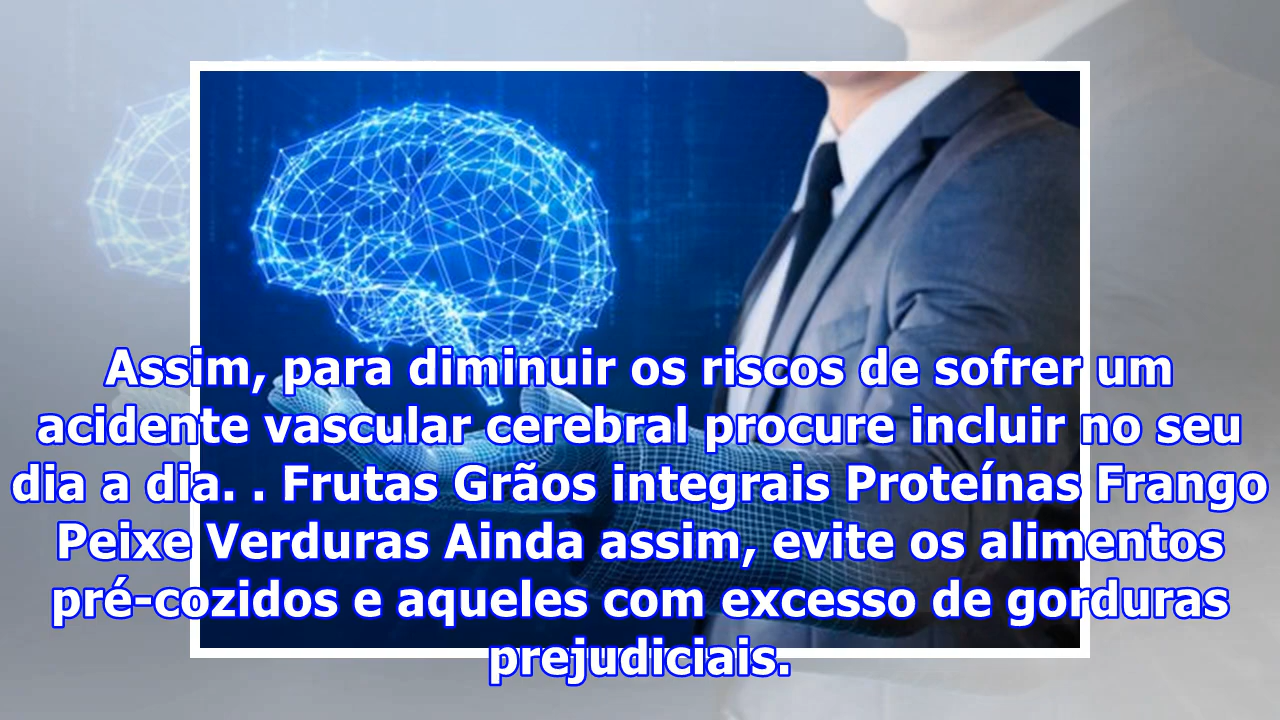 Assim, para diminuir os riscos de sofrer um
acidente vascular cerebral procure incluir no seu
dia a dia. . Frutas Grãos integrais Proteínas Frango
Peixe Verduras Ainda assim, evite os alimentos
pré-cozidos e aqueles com excesso de gorduras
prejudiciais.